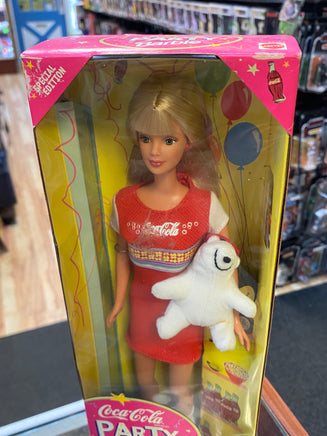 PARTY
Barbie
SPECIAL
EDITION
Coca-Cola
Coca-Cola
PARTY